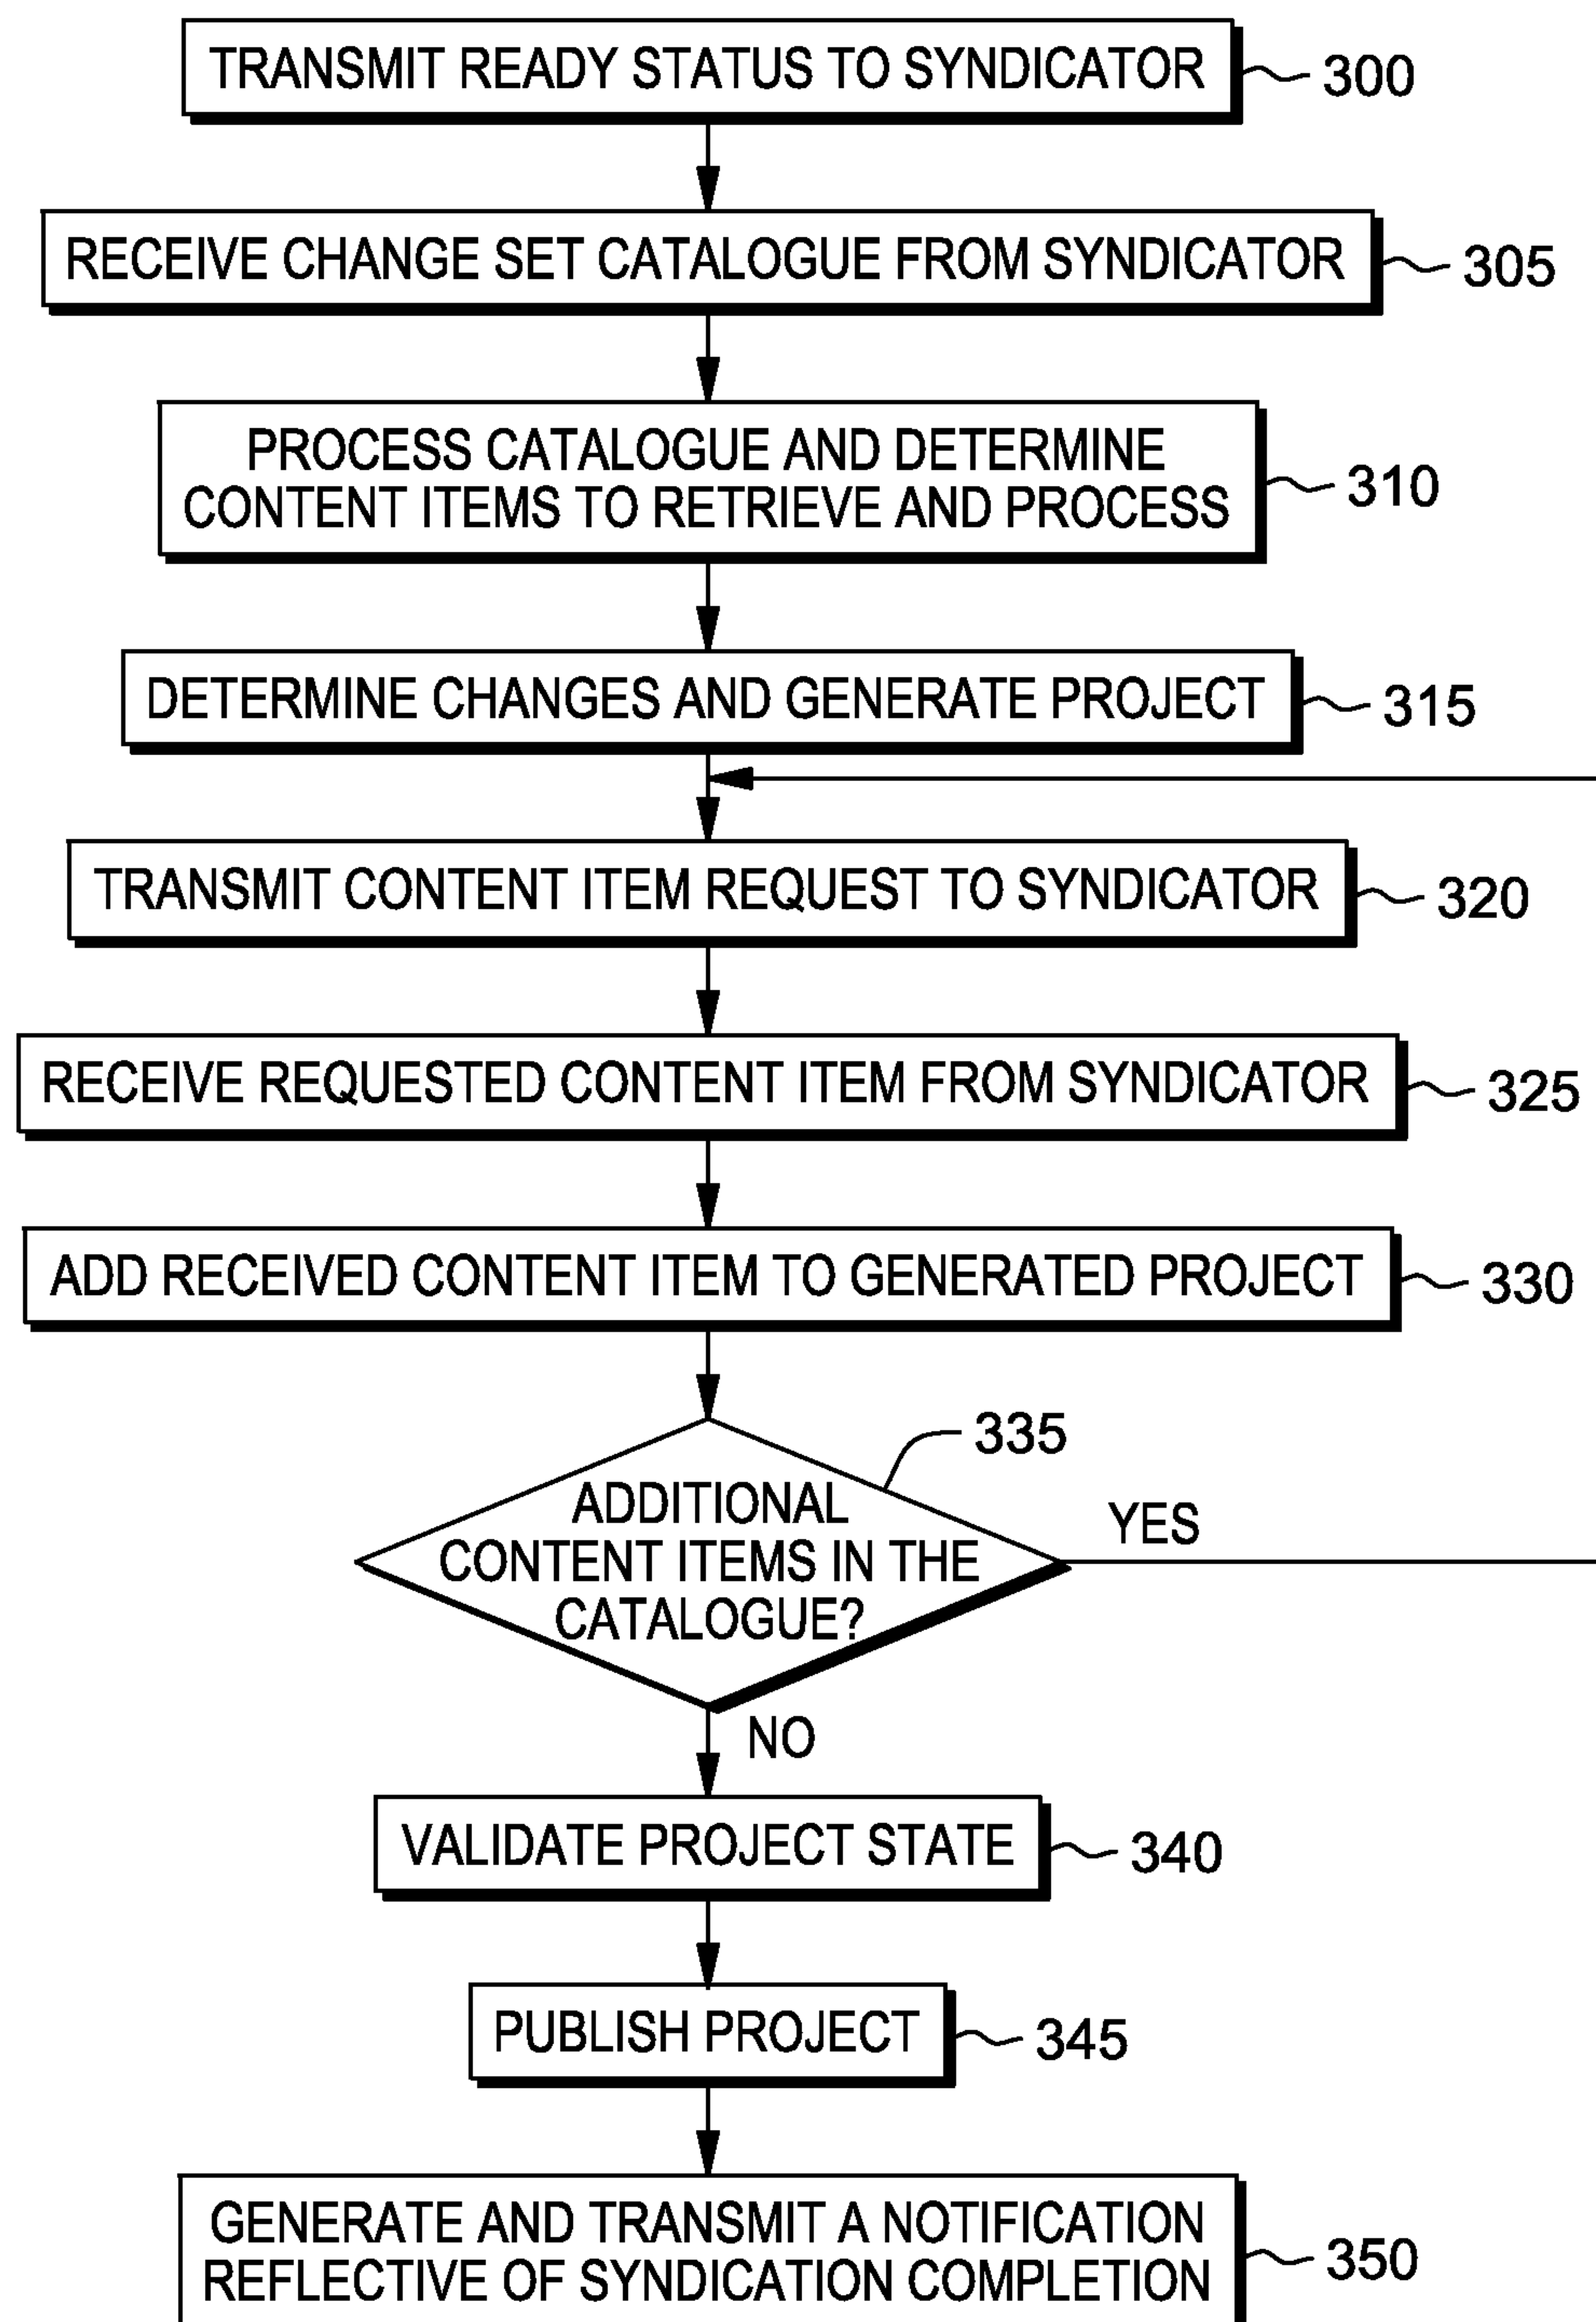 TRANSMIT READY STATUS TO SYNDICATOR
300
RECEIVE CHANGE SET CATALOGUE FROM SYNDICATOR
305
PROCESS CATALOGUE AND DETERMINE
CONTENT ITEMS TO RETRIEVE AND PROCESS
310
DETERMINE CHANGES AND GENERATE PROJECT
315
TRANSMIT CONTENT ITEM REQUEST TO SYNDICATOR
320
RECEIVE REQUESTED CONTENT ITEM FROM SYNDICATOR
325
ADD RECEIVED CONTENT ITEM TO GENERATED PROJECT
330
335
ADDITIONAL
CONTENT ITEMS IN THE
CATALOGUE?
YES
NO
VALIDATE PROJECT STATE
340
PUBLISH PROJECT
345
GENERATE AND TRANSMIT A NOTIFICATION
REFLECTIVE OF SYNDICATION COMPLETION
350